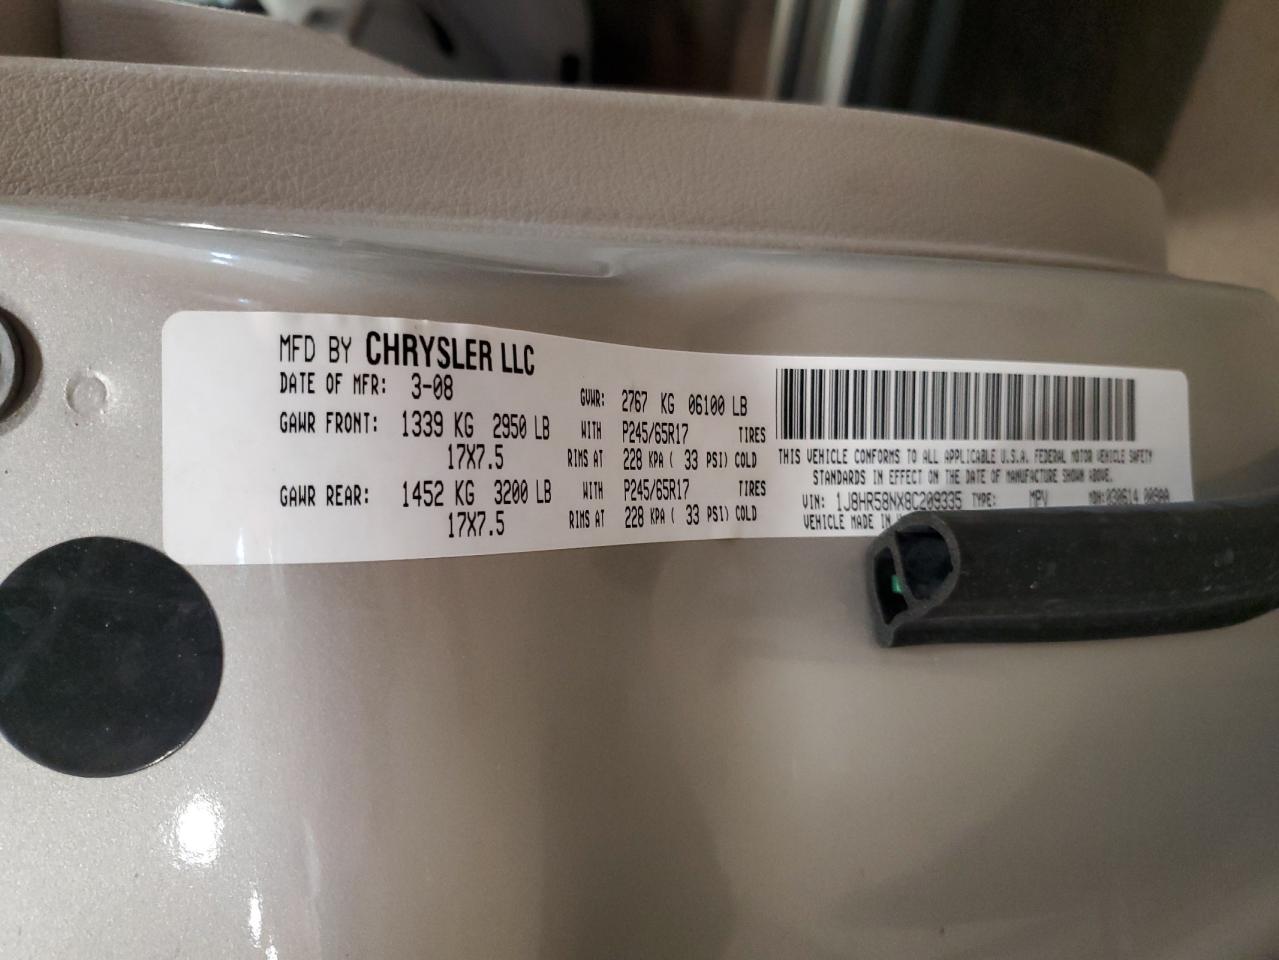 MFD BY CHRYSLER LLC
DATE OF MFR: 3-08 GVWR: 2767 KG 06100 LB
GAWR FRONT: 1339 KG 2950 LB WITH P245/65R17 TIRES
17X7.5 RIMS AT 228 KPA ( 33 PSI) COLD
GAWR REAR: 1452 KG 3200 LB WITH P245/65R17 TIRES
17X7.5 RIMS AT 228 KPA ( 33 PSI) COLD
THIS VEHICLE CONFORMS TO ALL APPLICABLE U.S.A. FEDERAL MOTOR VEHICLE SAFETY
STANDARDS IN EFFECT ON THE DATE OF MANUFACTURE SHOWN ABOVE.
VIN: 1J8HR58NX8C209335 TYPE: MPV MDH: 030614
VEHICLE MADE IN